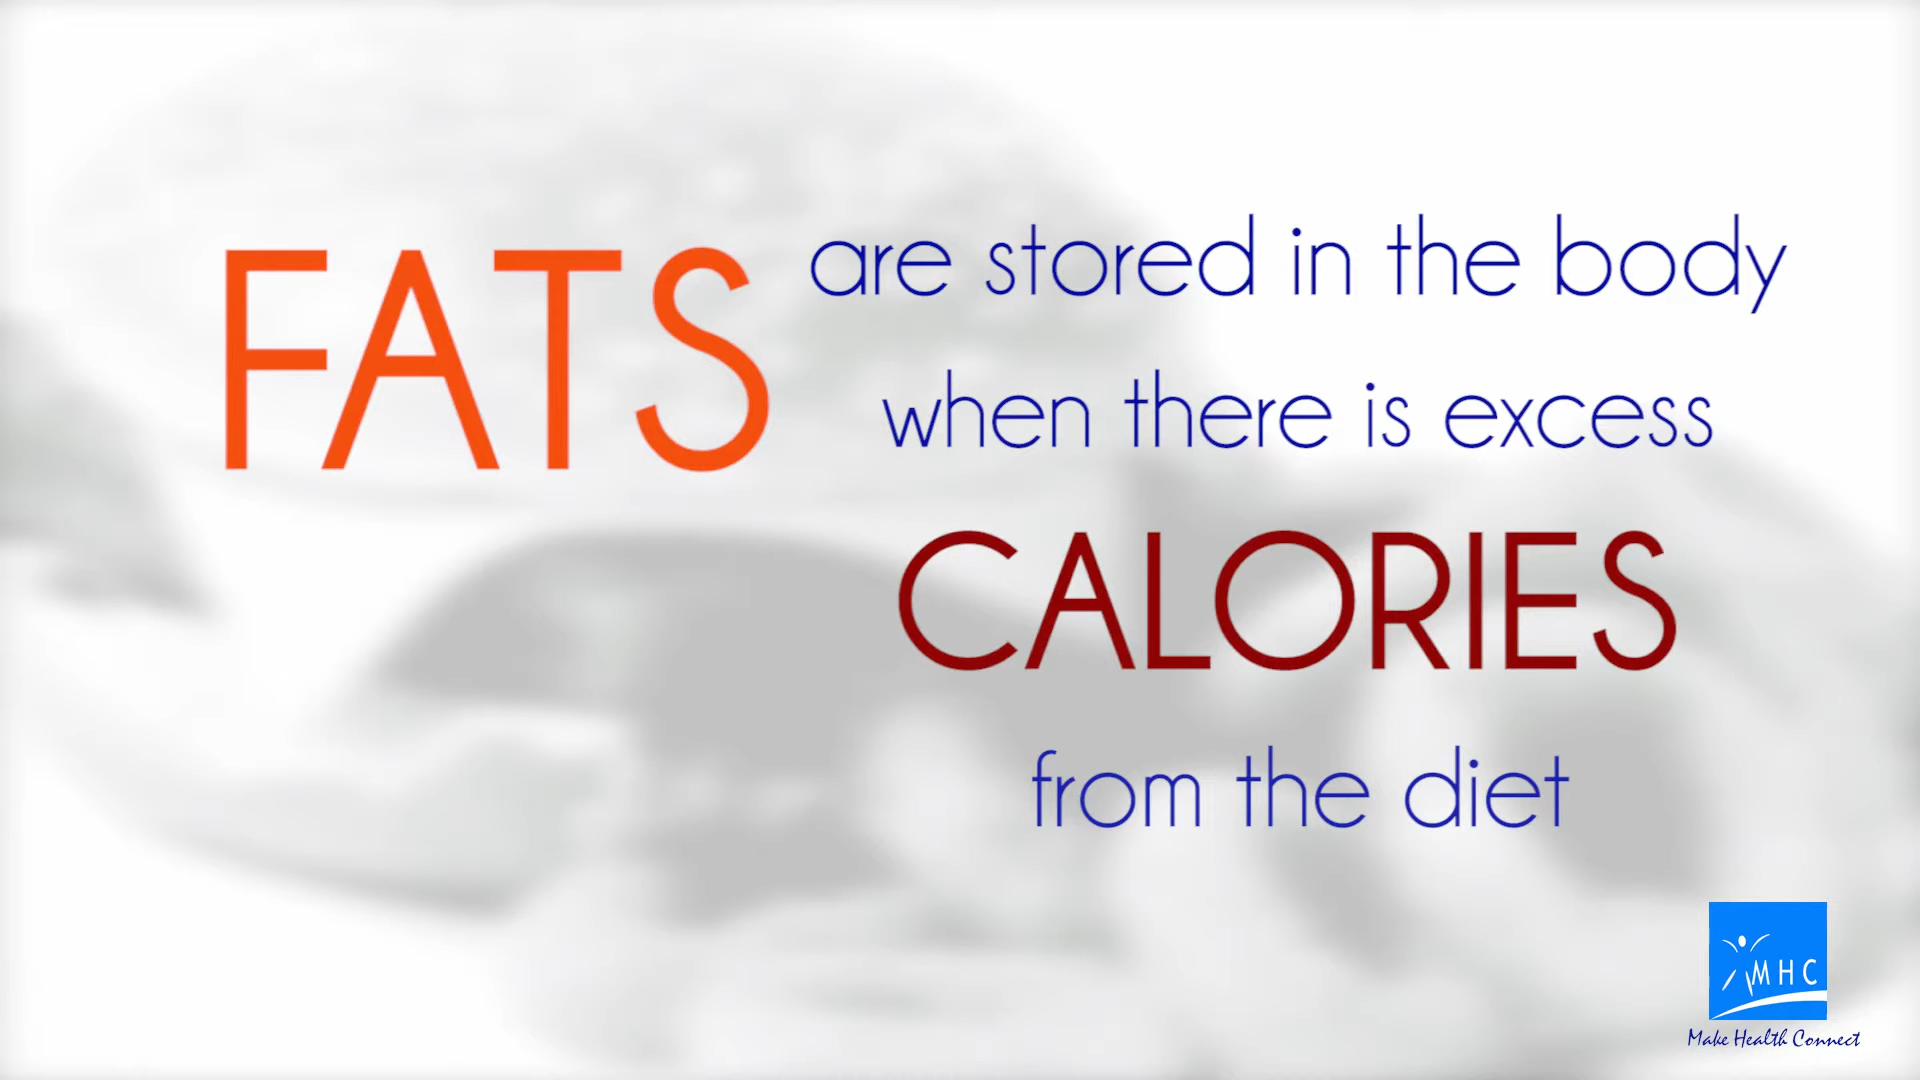 FATS
are stored in the body
when there is excess
CALORIES
from the diet
MHC
Make Health Connect